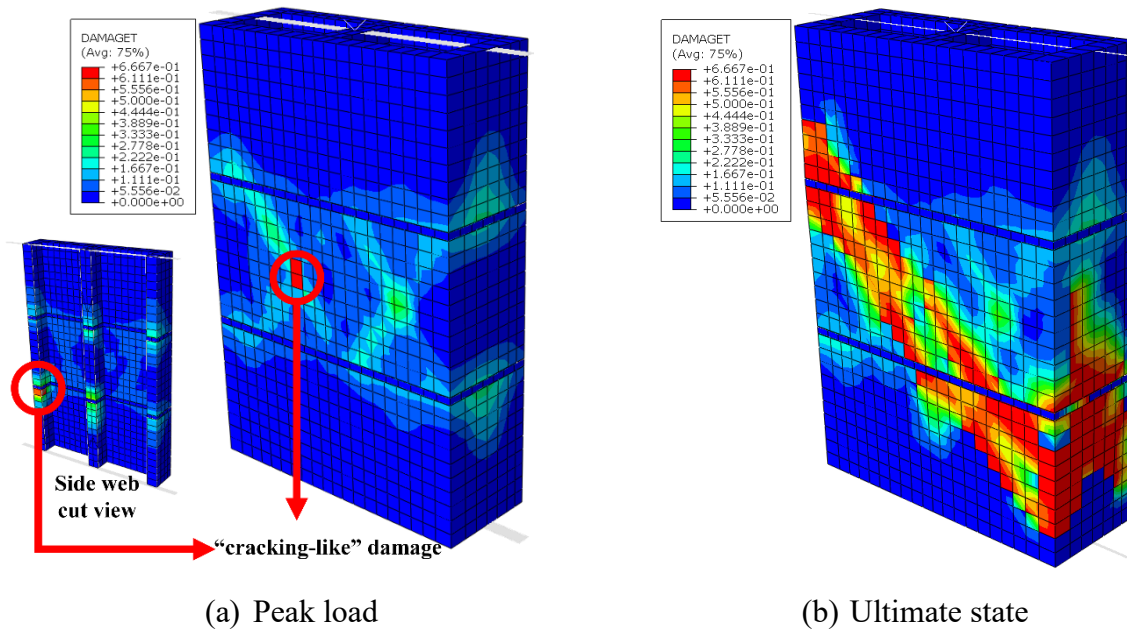 DAMAGET
(Avg: 75%)
+6.667e-01
+6.111e-01
+5.556e-01
+5.000e-01
+4.444e-01
+3.889e-01
+3.333e-01
+2.778e-01
+2.222e-01
+1.667e-01
+1.111e-01
+5.556e-02
+0.000e+00
Side web
cut view
“cracking-like” damage
(a) Peak load
DAMAGET
(Avg: 75%)
+6.667e-01
+6.111e-01
+5.556e-01
+5.000e-01
+4.444e-01
+3.889e-01
+3.333e-01
+2.778e-01
+2.222e-01
+1.667e-01
+1.111e-01
+5.556e-02
+0.000e+00
(b) Ultimate state